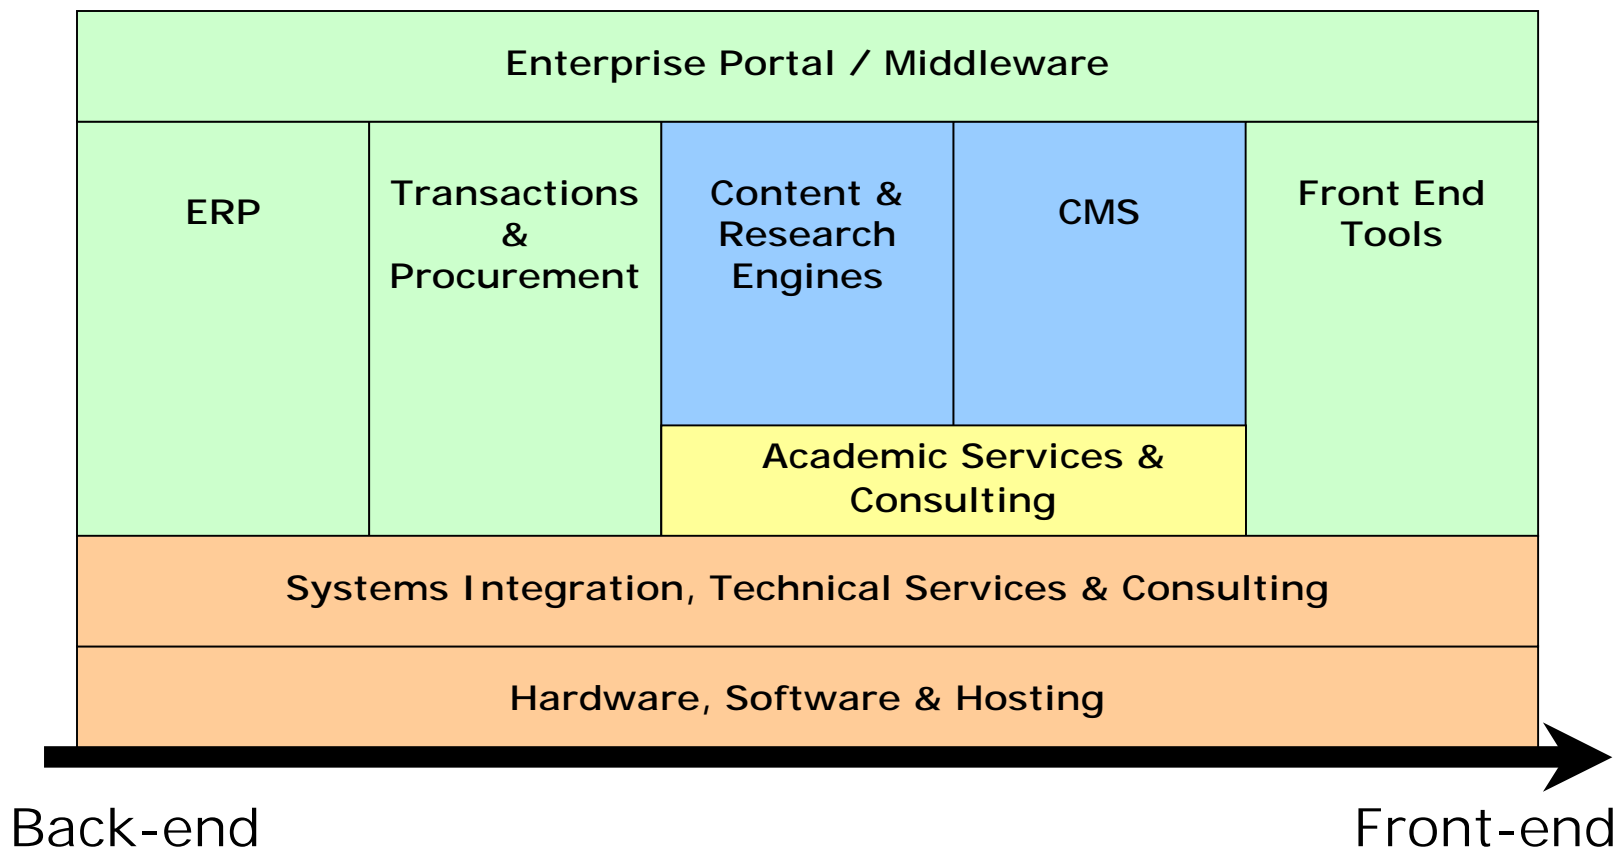 Enterprise Portal / Middleware
ERP
Transactions
&
Procurement
Content &
Research
Engines
CMS
Front End
Tools
Academic Services &
Consulting
Systems Integration, Technical Services & Consulting
Hardware, Software & Hosting
Back-end
Front-end